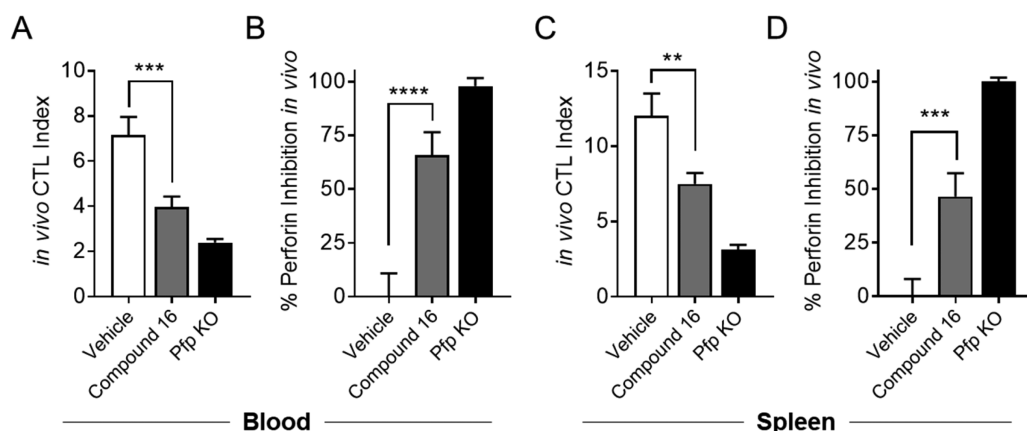 A
in vivo CTL Index
10
8
6
4
2
0
***
Vehicle
Compound 16
Pfp KO
B
% Perforin Inhibition in vivo
100
75
50
25
0
****
Vehicle
Compound 16
Pfp KO
Blood
C
in vivo CTL Index
15
10
5
0
**
Vehicle
Compound 16
Pfp KO
D
% Perforin Inhibition in vivo
100
75
50
25
0
***
Vehicle
Compound 16
Pfp KO
Spleen